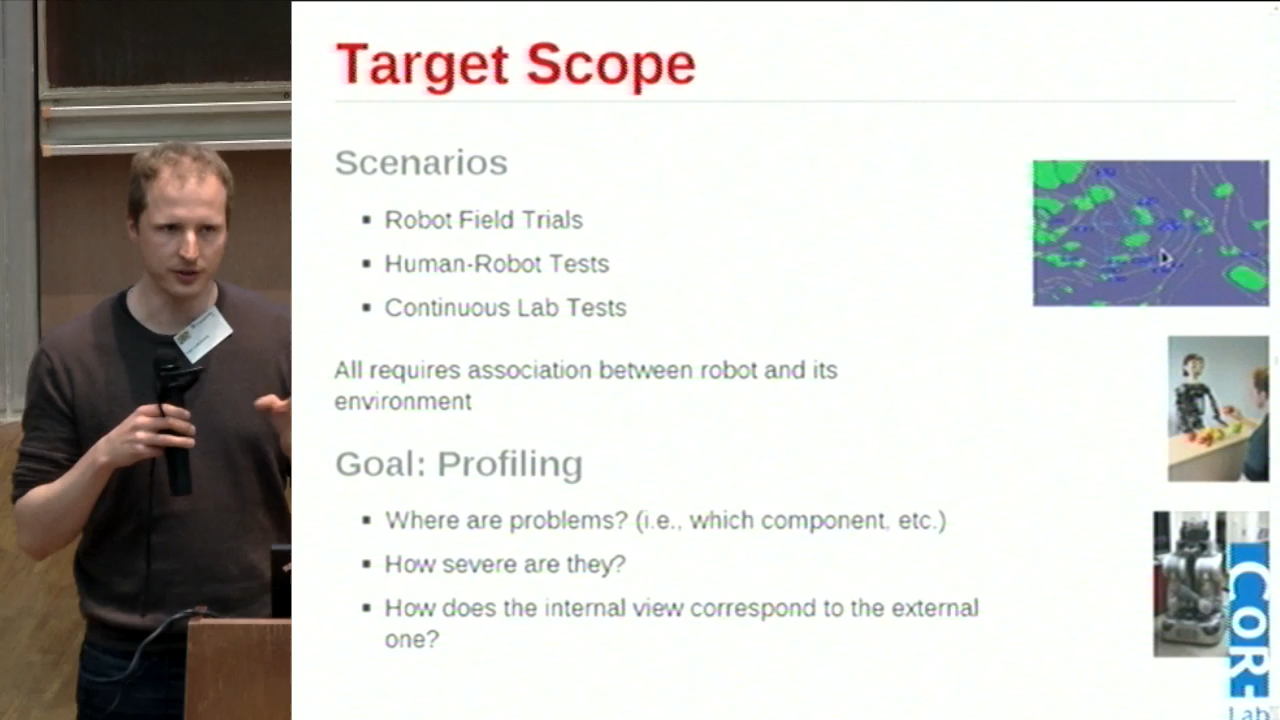 Target Scope
Scenarios
▪ Robot Field Trials
▪ Human-Robot Tests
▪ Continuous Lab Tests
All requires association between robot and its
environment
Goal: Profiling
▪ Where are problems? (i.e., which component, etc.)
▪ How severe are they?
▪ How does the internal view correspond to the external
one?
COR-
Lab